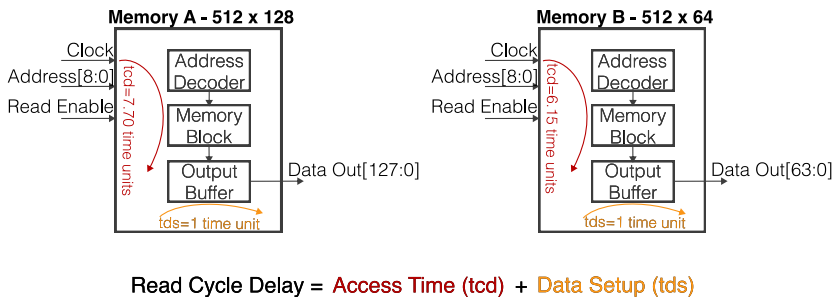 Memory A - 512 x 128
Clock
Address[8:0]
Read Enable
tcd=7.70 time units
Address
Decoder
Memory
Block
Output
Buffer
Data Out[127:0]
tds=1 time unit
Memory B - 512 x 64
Clock
Address[8:0]
Read Enable
tcd=6.15 time units
Address
Decoder
Memory
Block
Output
Buffer
Data Out[63:0]
tds=1 time unit
Read Cycle Delay = Access Time (tcd) + Data Setup (tds)